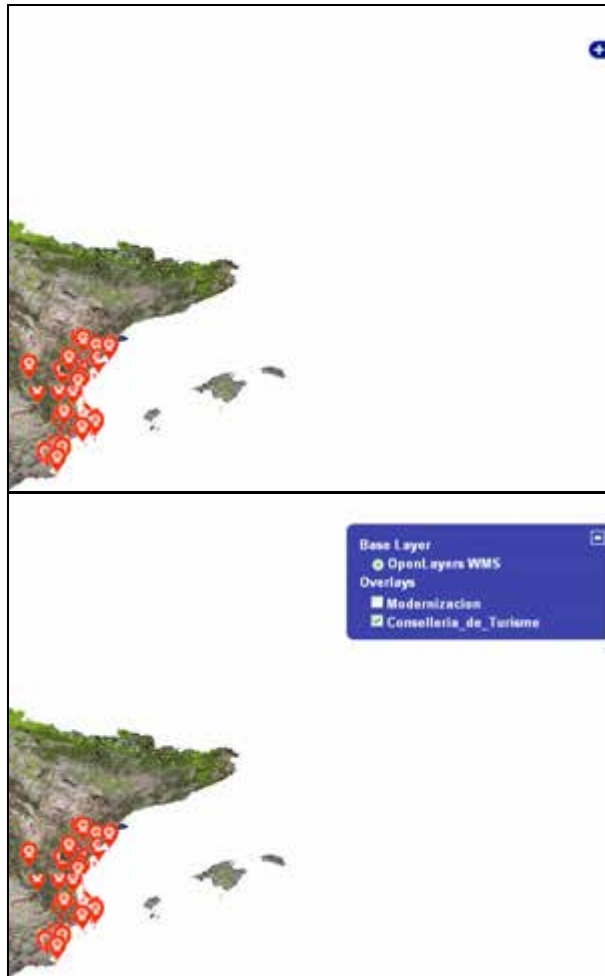 Base Layer
OpenLayers WMS
Overlays
Modernizacion
Conselleria_de_Turisme